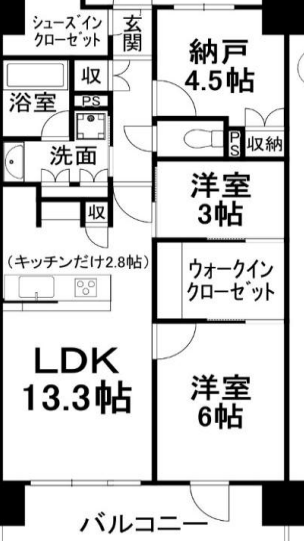 シューズイン
クローゼット
玄関
納戸
4.5帖
収
浴室
PS
洗面
PS
収納
洋室
3帖
収
(キッチンだけ2.8帖)
ウォークイン
クローゼット
LDK
13.3帖
洋室
6帖
バルコニー